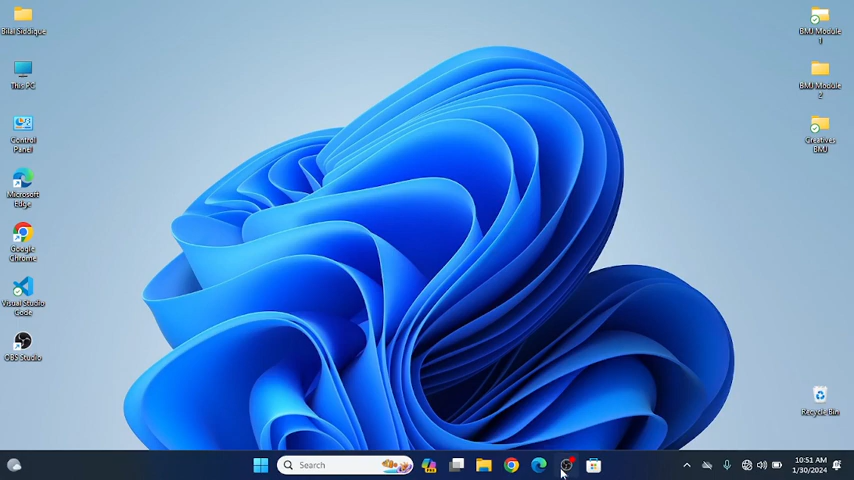 Bilal Siddique
This PC
Control
Panel
Microsoft
Edge
Google
Chrome
Visual Studio
Code
OBS Studio
BMJ Module
1
BMJ Module
2
Creatives
BMJ
Recycle Bin
Search
10:51 AM
1/30/2024